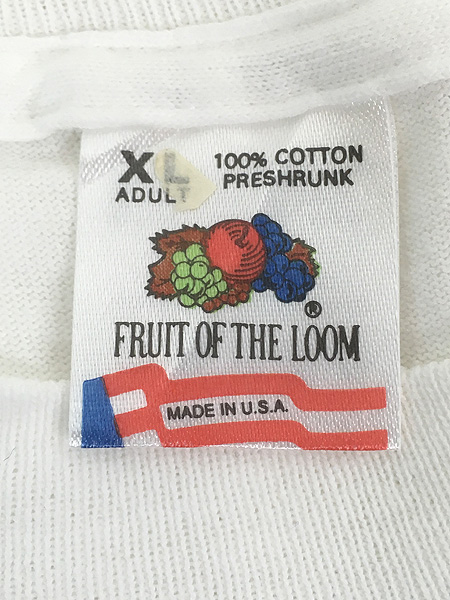 XL 100% COTTON
ADULT PRESHRUNK
®
FRUIT OF THE LOOM
MADE IN U.S.A.